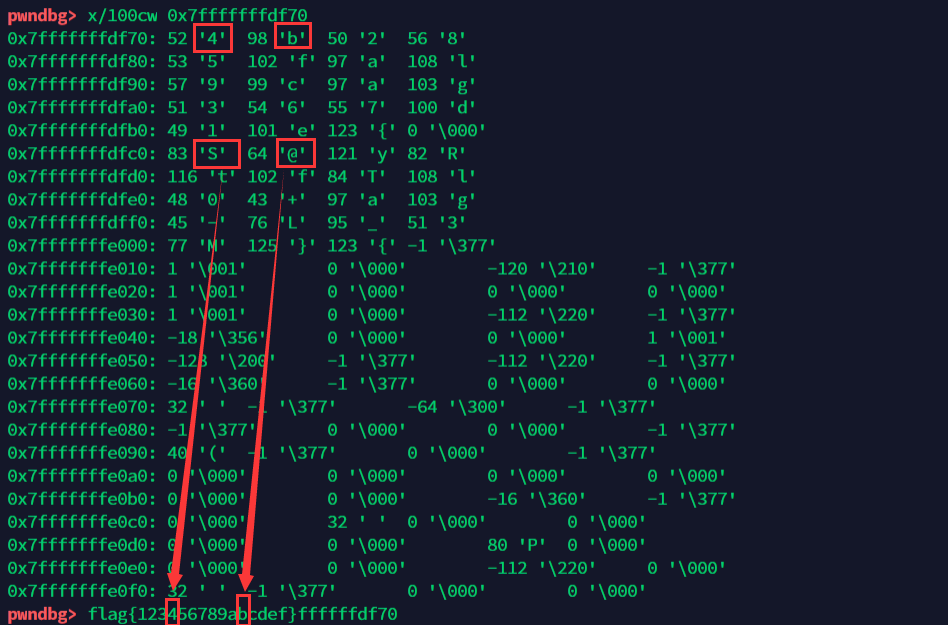 pwndbg> x/100cw 0x7fffffffdf70
0x7fffffffdf70: 52 '4' 98 'b' 50 '2' 56 '8'
0x7fffffffdf80: 53 '5' 102 'f' 97 'a' 108 'l'
0x7fffffffdf90: 57 '9' 99 'c' 97 'a' 103 'g'
0x7fffffffdfa0: 51 '3' 54 '6' 55 '7' 100 'd'
0x7fffffffdfb0: 49 '1' 101 'e' 123 '{' 0 '\000'
0x7fffffffdfc0: 83 'S' 64 '@' 121 'y' 82 'R'
0x7fffffffdfd0: 116 't' 102 'f' 84 'T' 108 'l'
0x7fffffffdfe0: 48 '0' 43 '+' 97 'a' 103 'g'
0x7fffffffdff0: 45 '-' 76 'L' 95 '_' 51 '3'
0x7fffffffe000: 77 'M' 125 '}' 123 '{' -1 '\377'
0x7fffffffe010: 1 '\001' 0 '\000' -120 '\210' -1 '\377'
0x7fffffffe020: 1 '\001' 0 '\000' 0 '\000' 0 '\000'
0x7fffffffe030: 1 '\001' 0 '\000' -112 '\220' -1 '\377'
0x7fffffffe040: -18 '\356' 0 '\000' 0 '\000' 1 '\001'
0x7fffffffe050: -128 '\200' -1 '\377' -112 '\220' -1 '\377'
0x7fffffffe060: -16 '\360' -1 '\377' 0 '\000' 0 '\000'
0x7fffffffe070: 32 ' ' -1 '\377' -64 '\300' -1 '\377'
0x7fffffffe080: -1 '\377' 0 '\000' 0 '\000' -1 '\377'
0x7fffffffe090: 40 '(' -1 '\377' 0 '\000' -1 '\377'
0x7fffffffe0a0: 0 '\000' 0 '\000' 0 '\000' 0 '\000'
0x7fffffffe0b0: 0 '\000' 0 '\000' -16 '\360' -1 '\377'
0x7fffffffe0c0: 0 '\000' 32 ' ' 0 '\000' 0 '\000'
0x7fffffffe0d0: 0 '\000' 0 '\000' 80 'P' 0 '\000'
0x7fffffffe0e0: 0 '\000' 0 '\000' -112 '\220' 0 '\000'
0x7fffffffe0f0: 32 ' ' -1 '\377' 0 '\000' 0 '\000'
pwndbg> flag{123456789abcdef}ffffffdf70